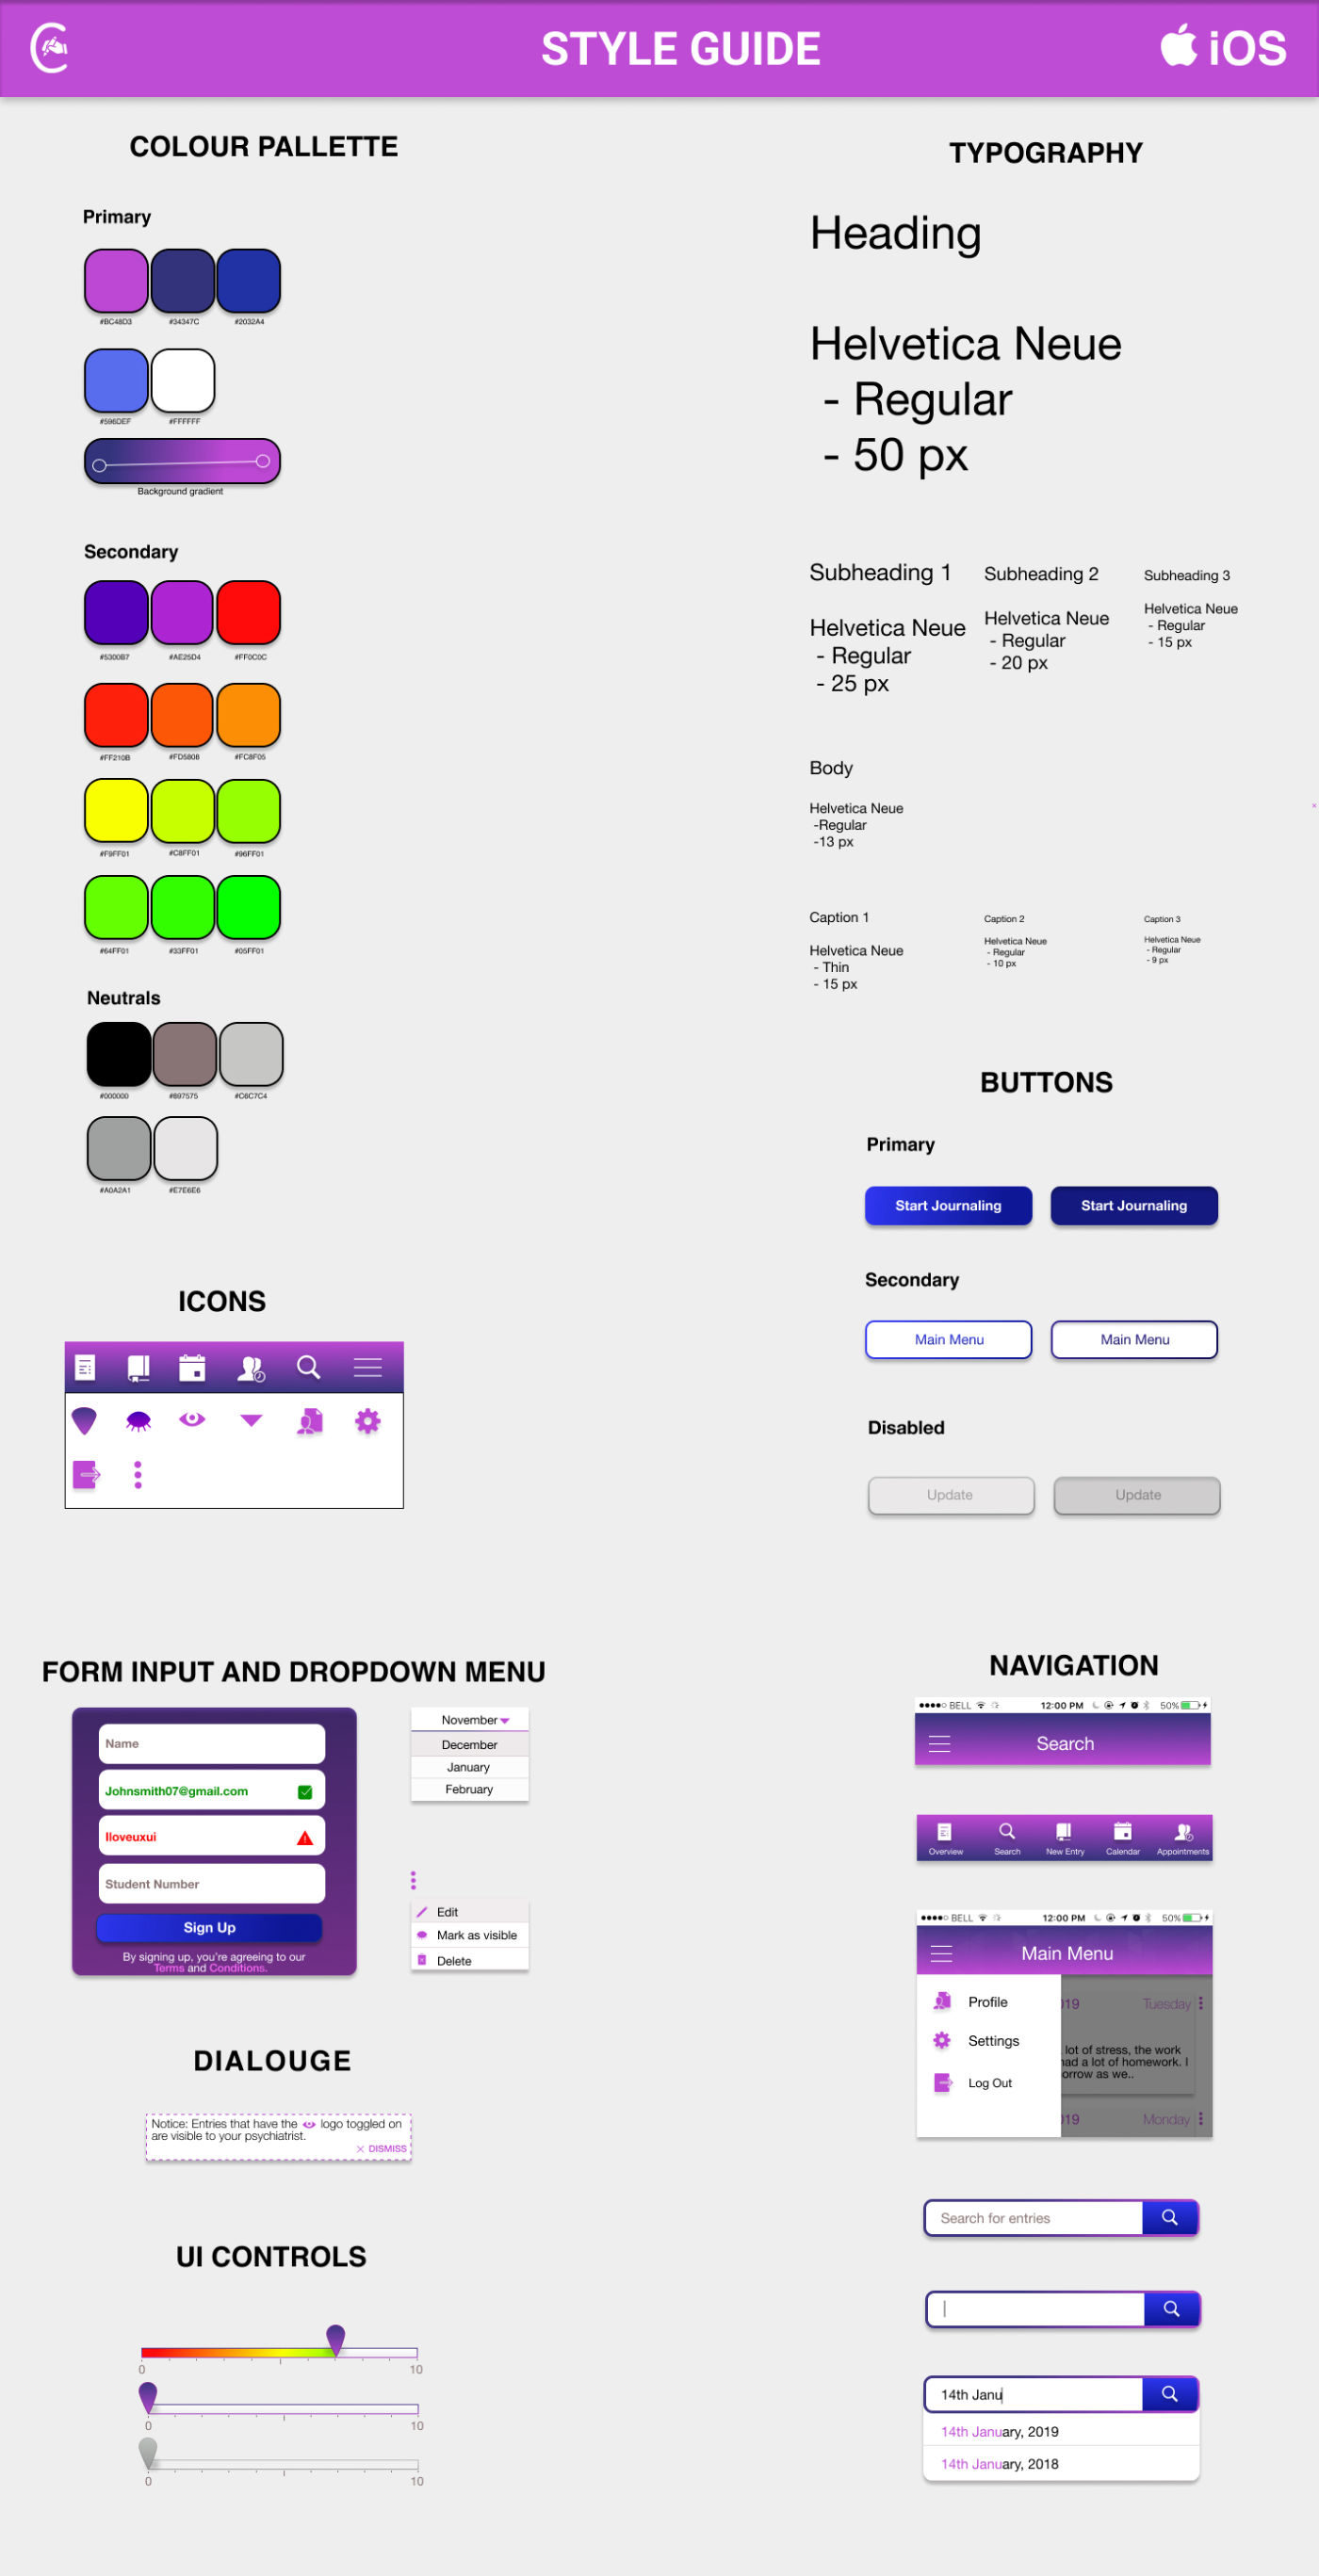 STYLE GUIDE
iOS
COLOUR PALLETTE
Primary
#BC48D3 #34347C #2032A4
#596DEF #FFFFFF
Background gradient
Secondary
#5300B7 #AE25D4 #FF0C0C
#FF210B #FD5808 #FC8F05
#F9FF01 #C8FF01 #96FF01
#64FF01 #33FF01 #05FF01
Neutrals
#000000 #897575 #C6C7C4
#A0A2A1 #E7E6E6
TYPOGRAPHY
Heading
Helvetica Neue
- Regular
- 50 px
Subheading 1
Helvetica Neue
- Regular
- 25 px
Subheading 2
Helvetica Neue
- Regular
- 20 px
Subheading 3
Helvetica Neue
- Regular
- 15 px
Body
Helvetica Neue
-Regular
-13 px
Caption 1
Helvetica Neue
- Thin
- 15 px
Caption 2
Helvetica Neue
- Regular
- 10 px
Caption 3
Helvetica Neue
- Regular
- 9 px
BUTTONS
Primary
Start Journaling Start Journaling
Secondary
Main Menu Main Menu
Disabled
Update Update
ICONS
FORM INPUT AND DROPDOWN MENU
Name
Johnsmith07@gmail.com
Iloveuxui
Student Number
Sign Up
By signing up, you're agreeing to our
Terms and Conditions.
November
December
January
February
Edit
Mark as visible
Delete
DIALOUGE
Notice: Entries that have the logo toggled on
are visible to your psychiatrist.
× DISMISS
UI CONTROLS
0 10
0 10
0 10
NAVIGATION
BELL 12:00 PM 50%
Search
Overview Search New Entry Calendar Appointments
BELL 12:00 PM 50%
Main Menu
Profile
Settings
Log Out
19 Tuesday
lot of stress, the work
had a lot of homework. I
orrow as we..
19 Monday
Search for entries
14th Janu
14th January, 2019
14th January, 2018